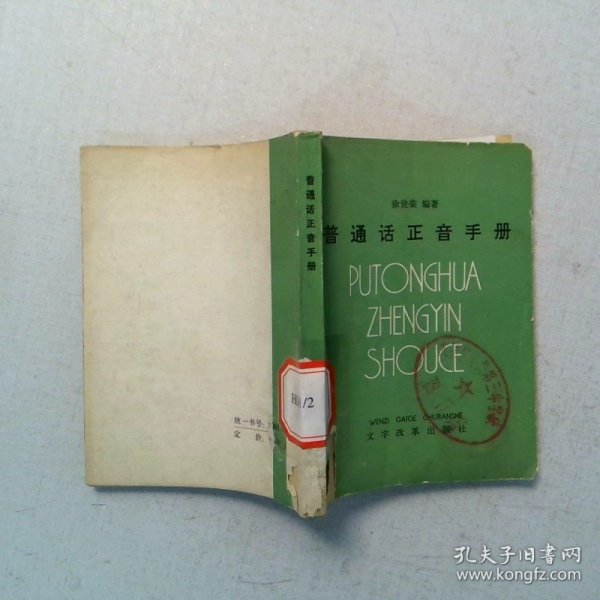 徐世荣 编著
普通话正音手册
PUTONGHUA
ZHENGYIN
SHOUCE
WENZI GAIGE CHUBANSHE
文字改革出版社
普通话正音手册
统一书号:
定 价:
孔夫子旧书网
www.kongfz.com